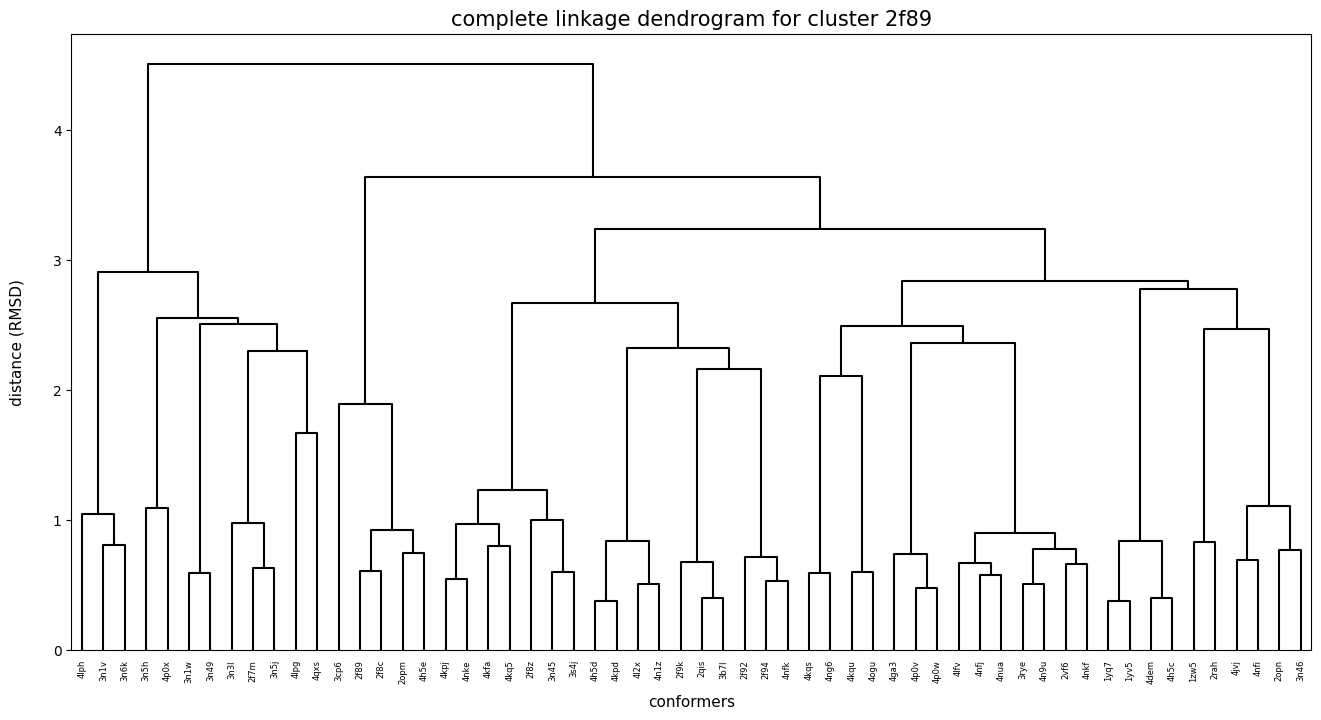 complete linkage dendrogram for cluster 2f89
4
3
2
1
0
distance (RMSD)
4lph 3n1v 3n6k 3n5h 4p0x 3n1w 3n49 3n3l 2f7m 3n5j 4lpg 4qxs 3cp6 2f89 2f8c 2opm 4h5e 4kpj 4nke 4kfa 4kq5 2f8z 3n45 3s4j 4h5d 4kpd 4l2x 4n1z 2f9k 2qis 3b7l 2f92 2f94 4nfk 4kqs 4ng6 4kqu 4ogu 4ga3 4p0v 4p0w 4lfv 4nfj 4nua 3rye 4n9u 2vf6 4nkf 1yq7 1yv5 4dem 4h5c 1zw5 2rah 4jvj 4nfi 2opn 3n46
conformers